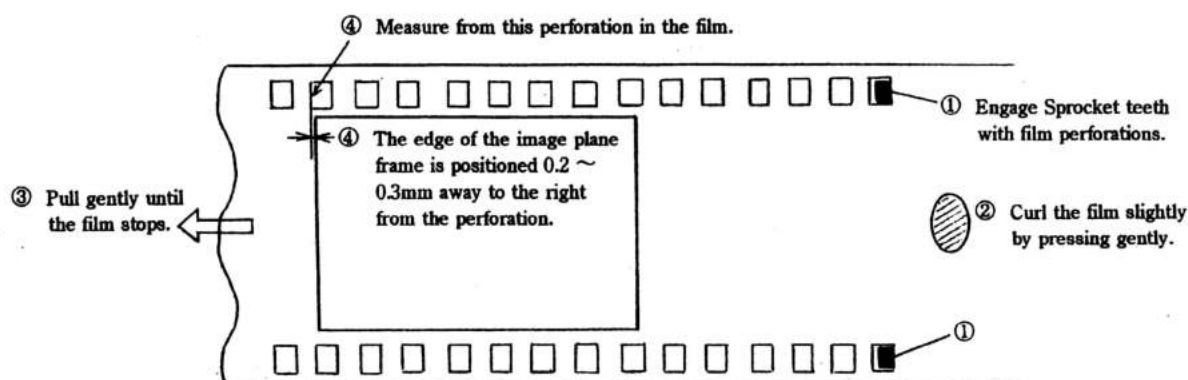 ④ Measure from this perforation in the film.
① Engage Sprocket teeth
with film perforations.
④ The edge of the image plane
frame is positioned 0.2 ~
0.3mm away to the right
from the perforation.
③ Pull gently until
the film stops.
② Curl the film slightly
by pressing gently.
①